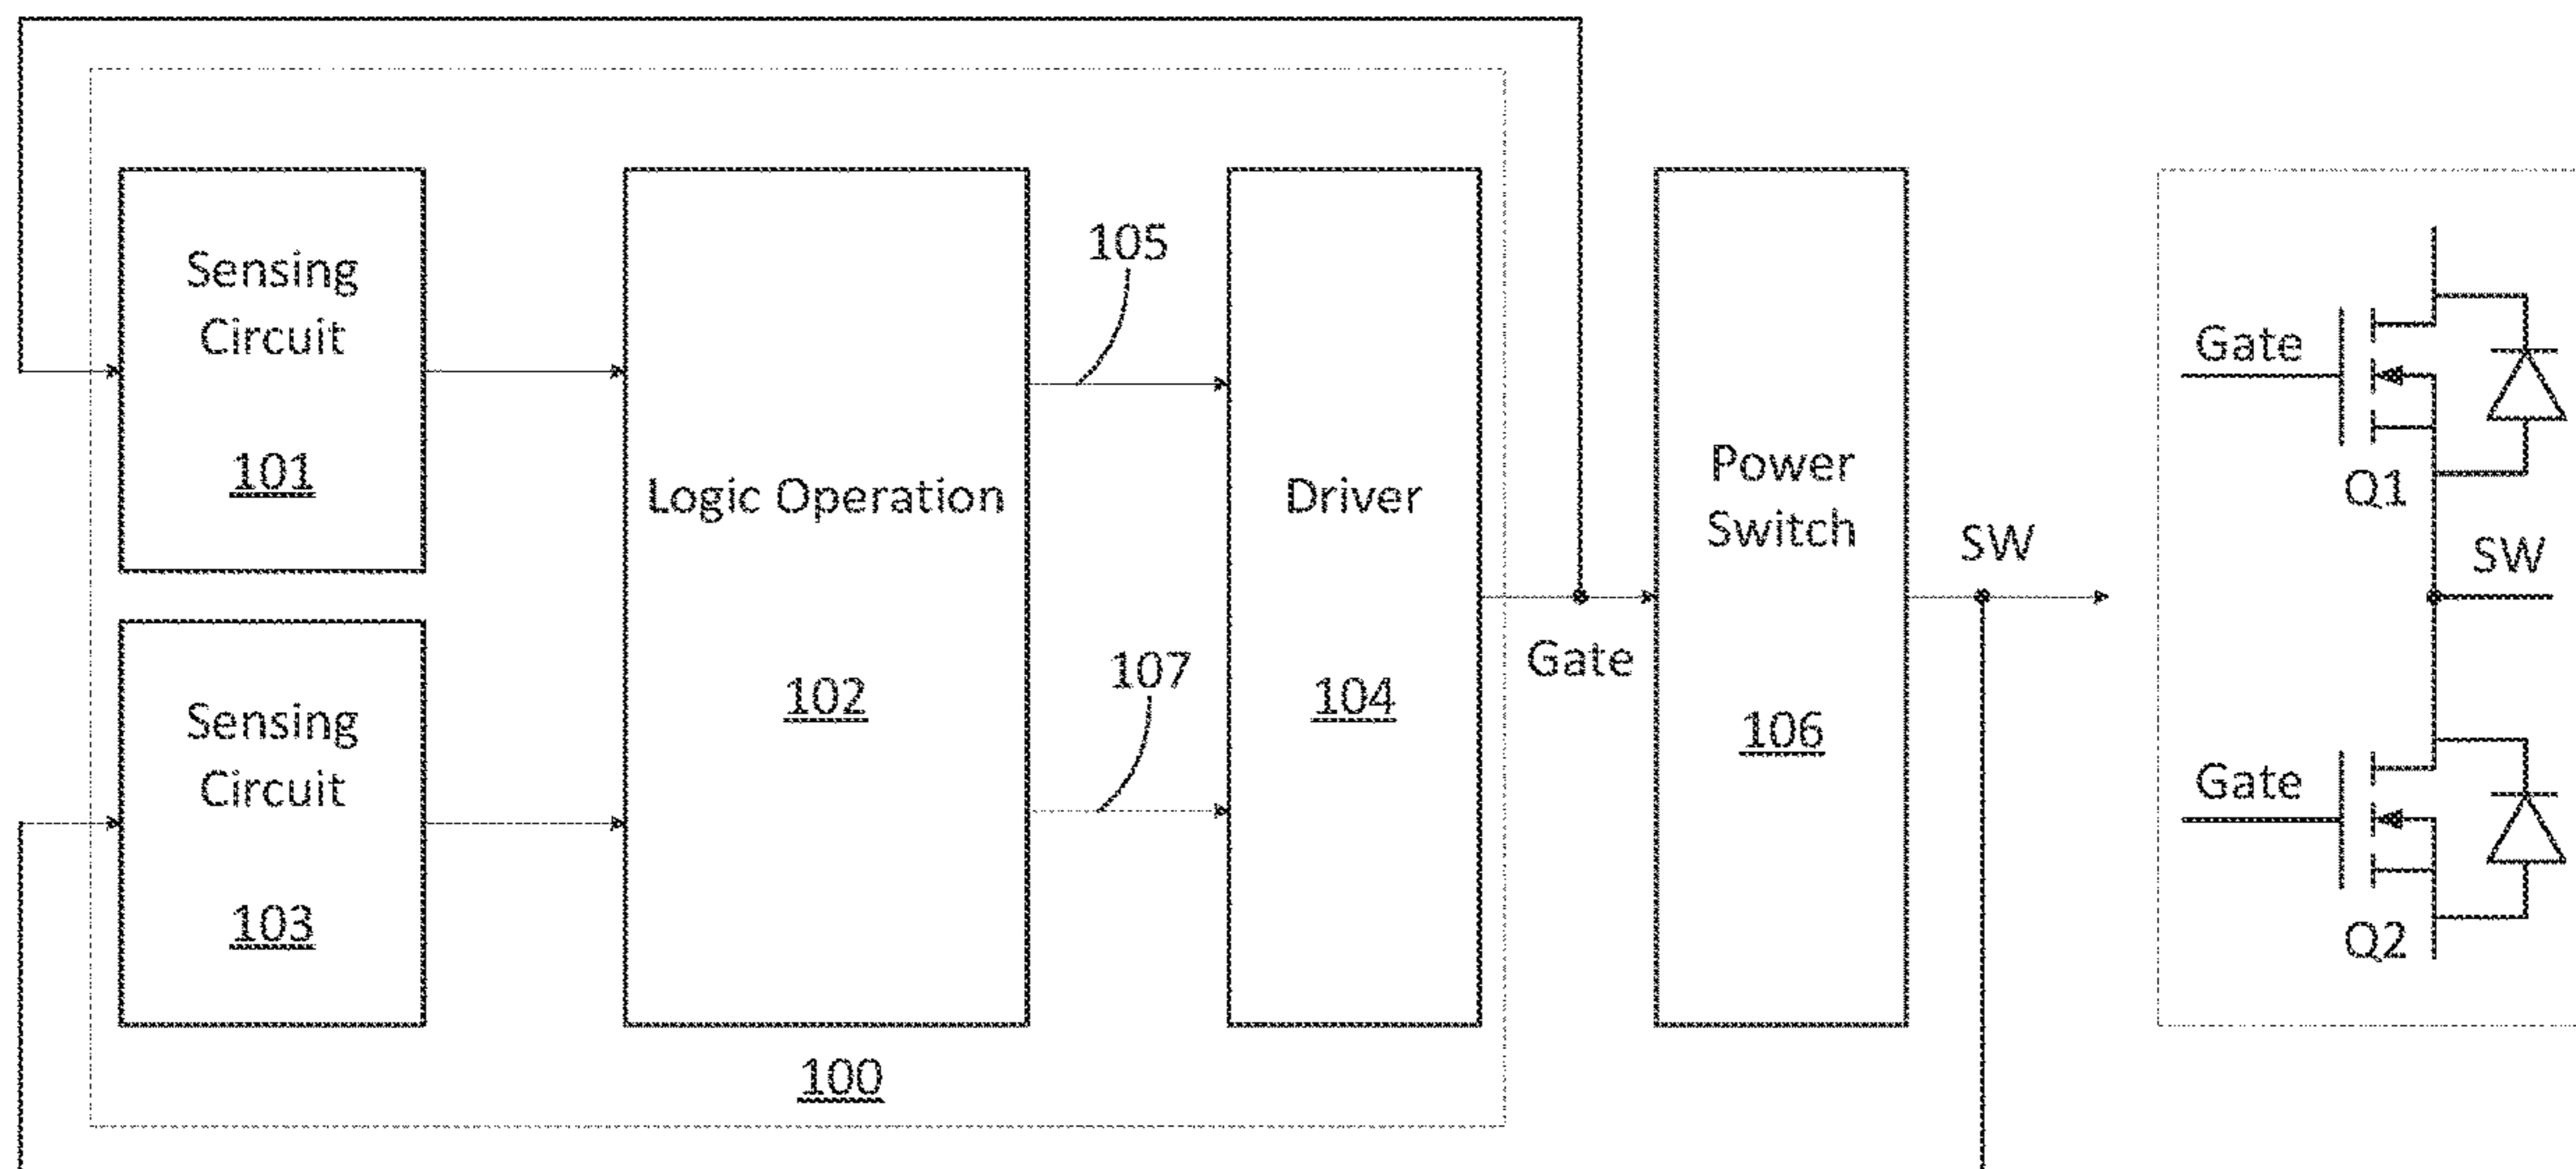 Sensing
Circuit
101
Sensing
Circuit
103
Logic Operation
102
105
107
Driver
104
100
Gate
Power
Switch
106
SW
Gate
Q1
SW
Gate
Q2